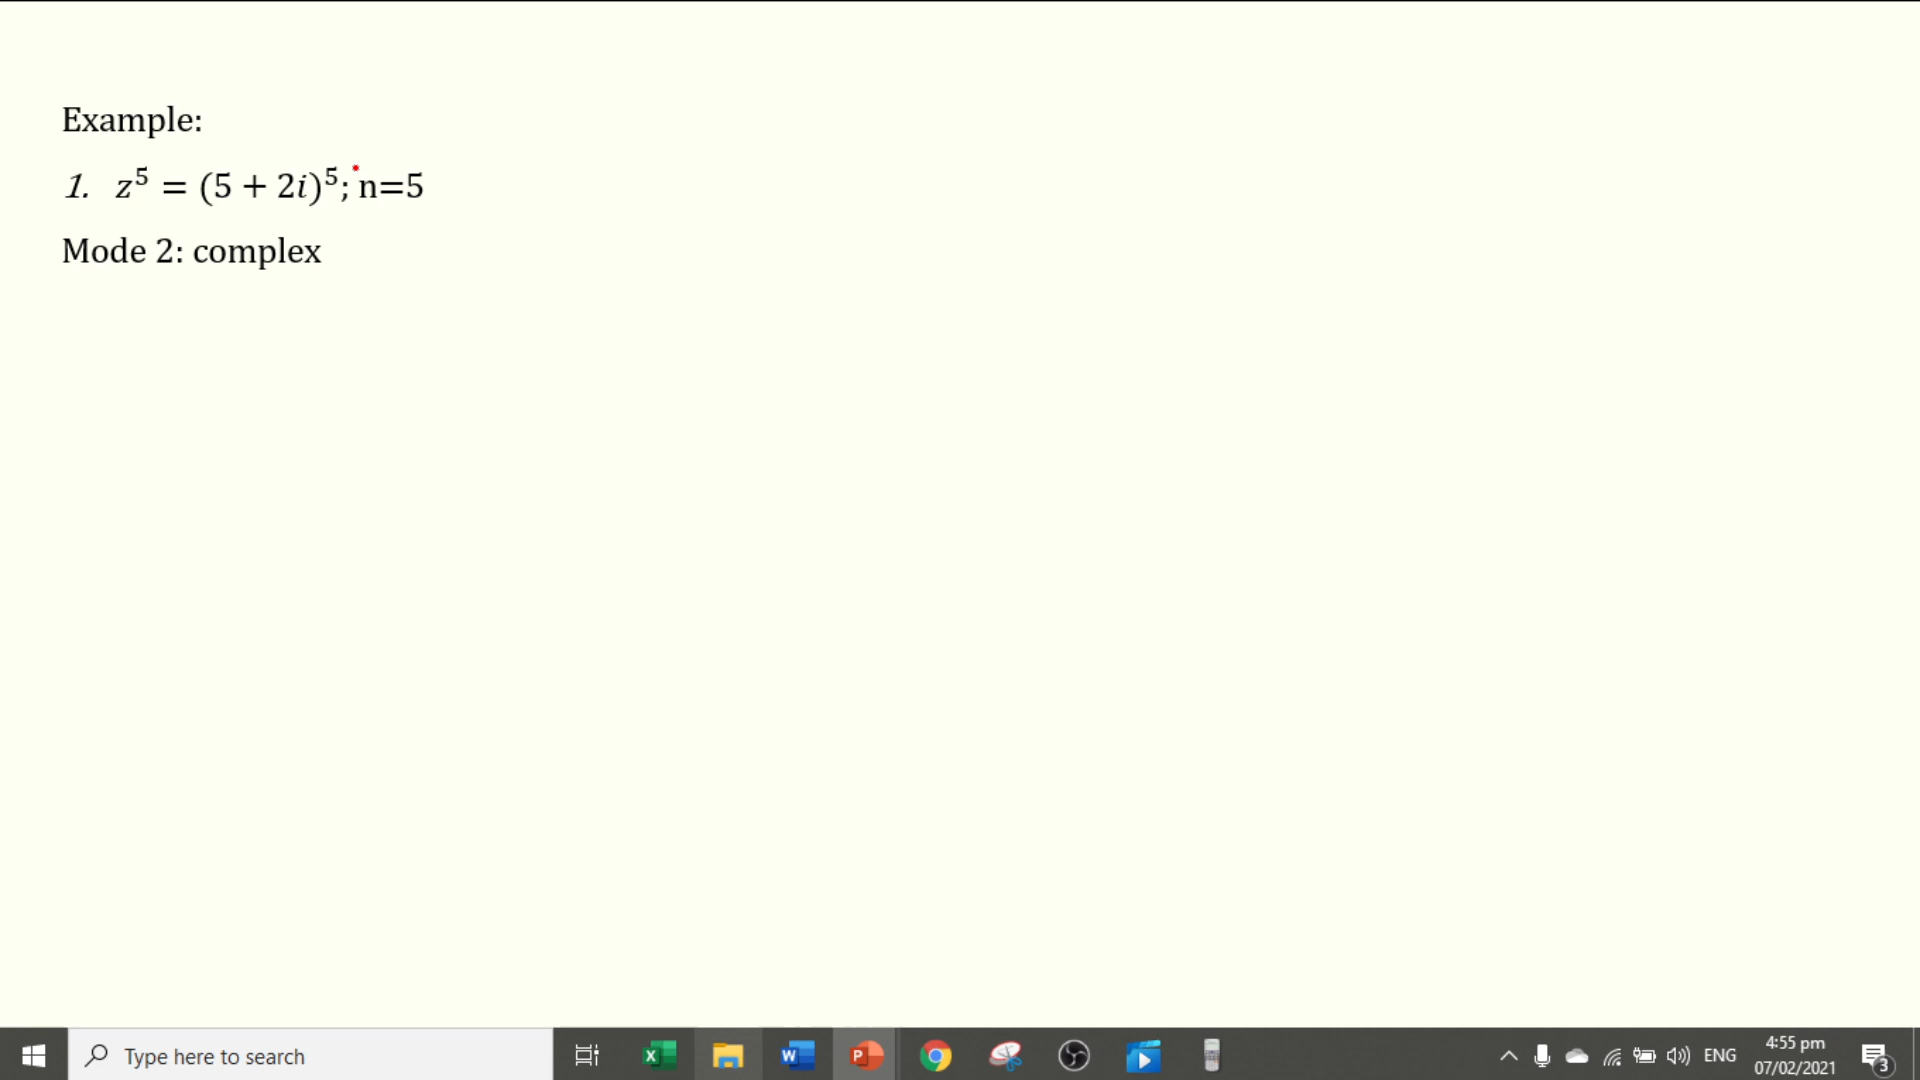 Example:
1. z⁵ = (5 + 2i)⁵; n=5
Mode 2: complex
Type here to search
ENG
4:55 pm
07/02/2021
3